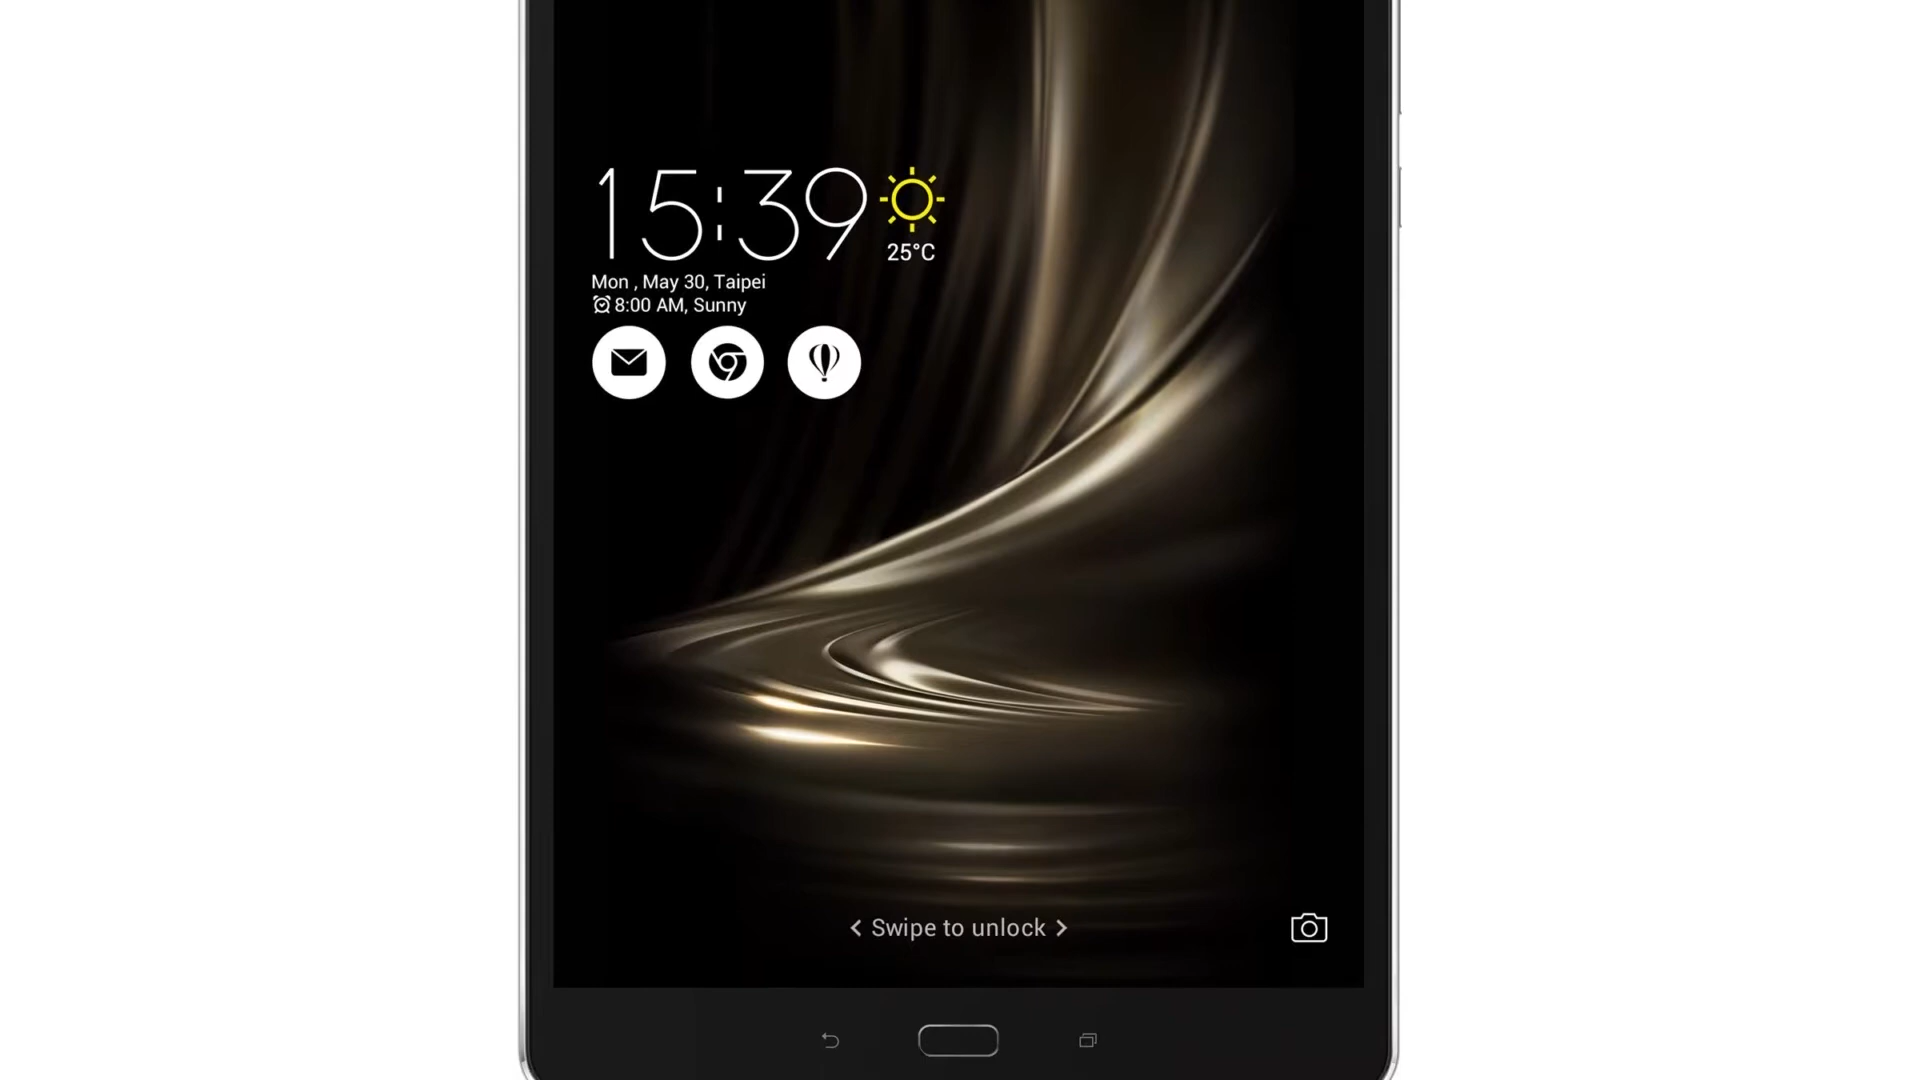 15:39
25°C
Mon , May 30, Taipei
8:00 AM, Sunny
< Swipe to unlock >